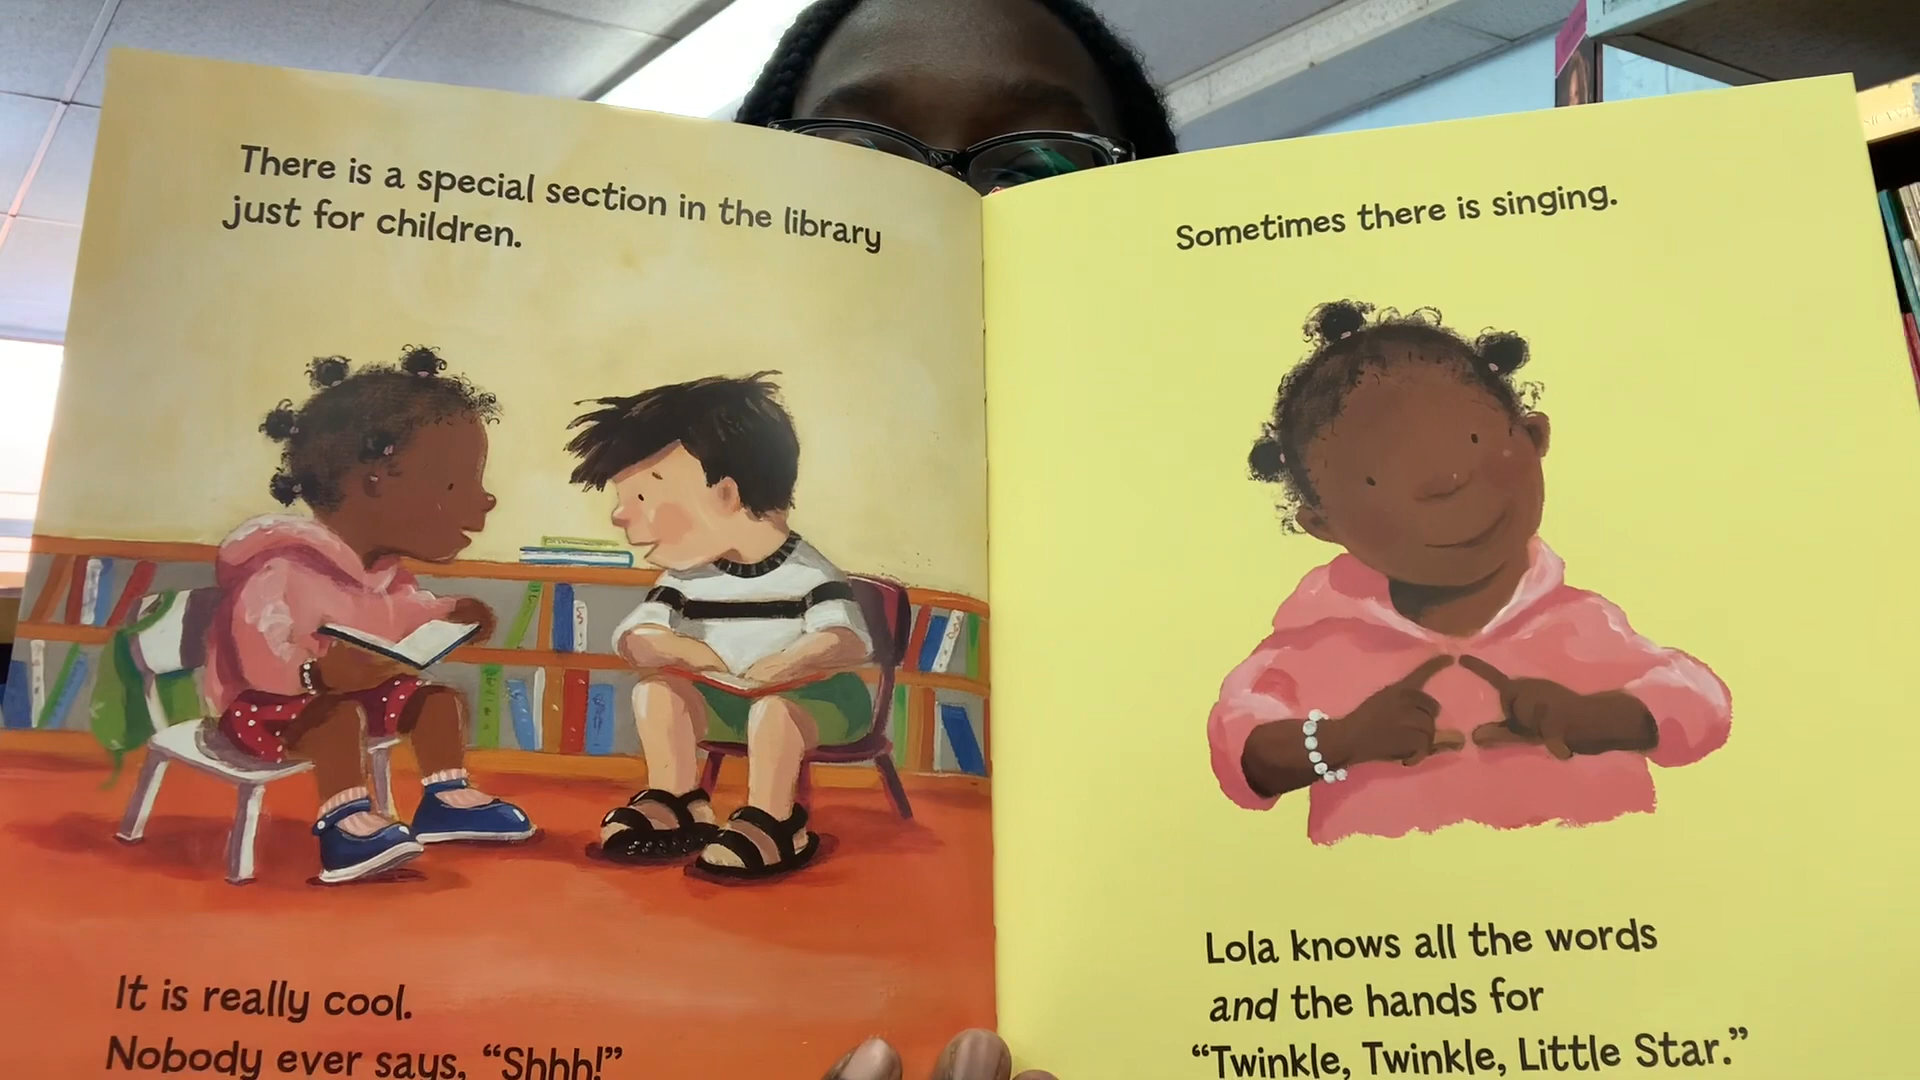 There is a special section in the library
just for children.
It is really cool.
Nobody ever says, “Shhh!”
Sometimes there is singing.
Lola knows all the words
and the hands for
“Twinkle, Twinkle, Little Star.”